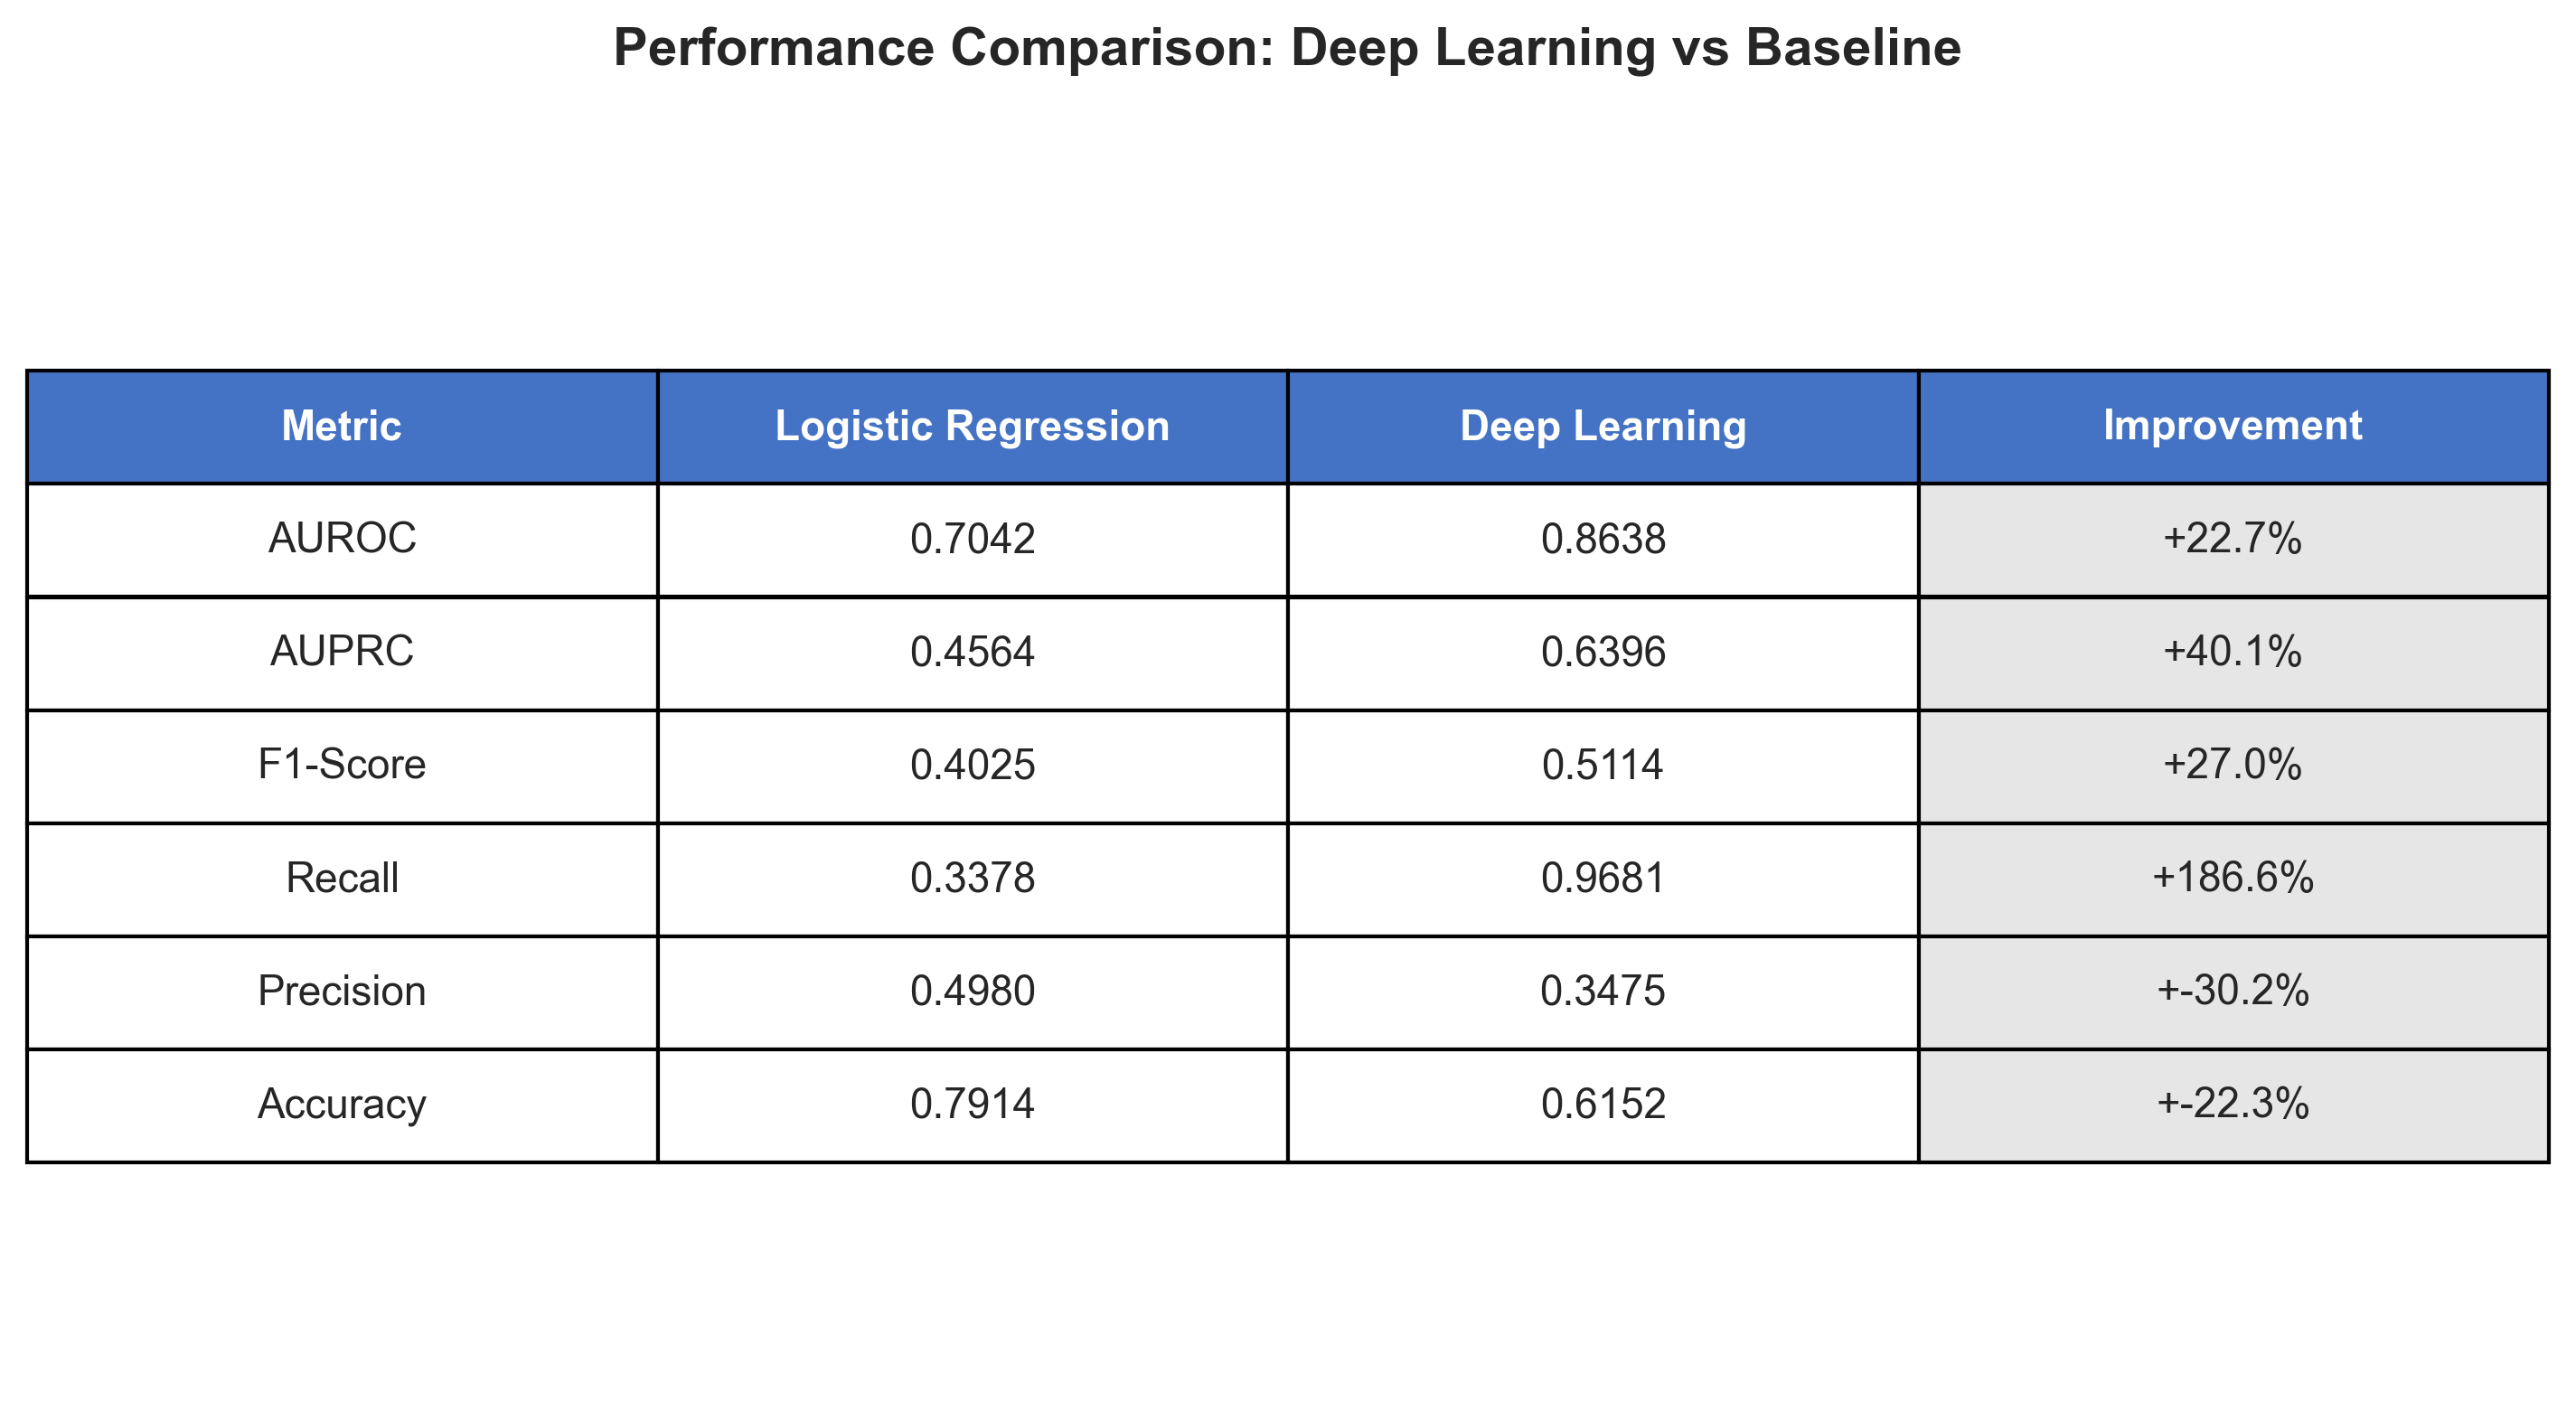 Performance Comparison: Deep Learning vs Baseline
Metric Logistic Regression Deep Learning Improvement
AUROC 0.7042 0.8638 +22.7%
AUPRC 0.4564 0.6396 +40.1%
F1-Score 0.4025 0.5114 +27.0%
Recall 0.3378 0.9681 +186.6%
Precision 0.4980 0.3475 +-30.2%
Accuracy 0.7914 0.6152 +-22.3%